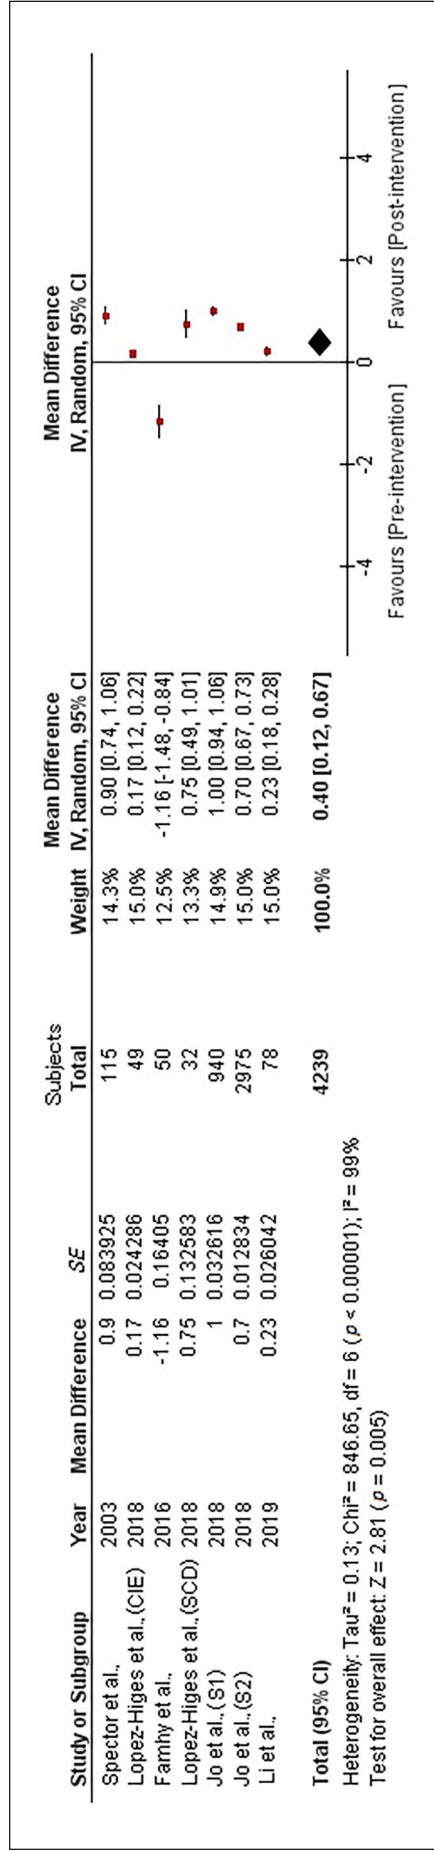 Subjects Mean Difference Mean Difference
Study or Subgroup Year Mean Difference SE Total Weight IV, Random, 95% CI IV, Random, 95% CI
Spector et al., 2003 0.9 0.083925 115 14.3% 0.90 [0.74, 1.06]
Lopez-Higes et al.,(CIE) 2018 0.17 0.024286 49 15.0% 0.17 [0.12, 0.22]
Famhy et al., 2016 -1.16 0.16405 50 12.5% -1.16 [-1.48, -0.84]
Lopez-Higes et al.,(SCD) 2018 0.75 0.132583 32 13.3% 0.75 [0.49, 1.01]
Jo et al.,(S1) 2018 1 0.032616 940 14.9% 1.00 [0.94, 1.06]
Jo et al.,(S2) 2018 0.7 0.012834 2975 15.0% 0.70 [0.67, 0.73]
Li et al., 2019 0.23 0.026042 78 15.0% 0.23 [0.18, 0.28]
Total (95% CI) 4239 100.0% 0.40 [0.12, 0.67]
Heterogeneity: Tau² = 0.13; Chi² = 846.65, df = 6 (p < 0.00001); I² = 99%
Test for overall effect: Z = 2.81 (p = 0.005)
-4 -2 0 2 4
Favours [Pre-intervention] Favours [Post-intervention]